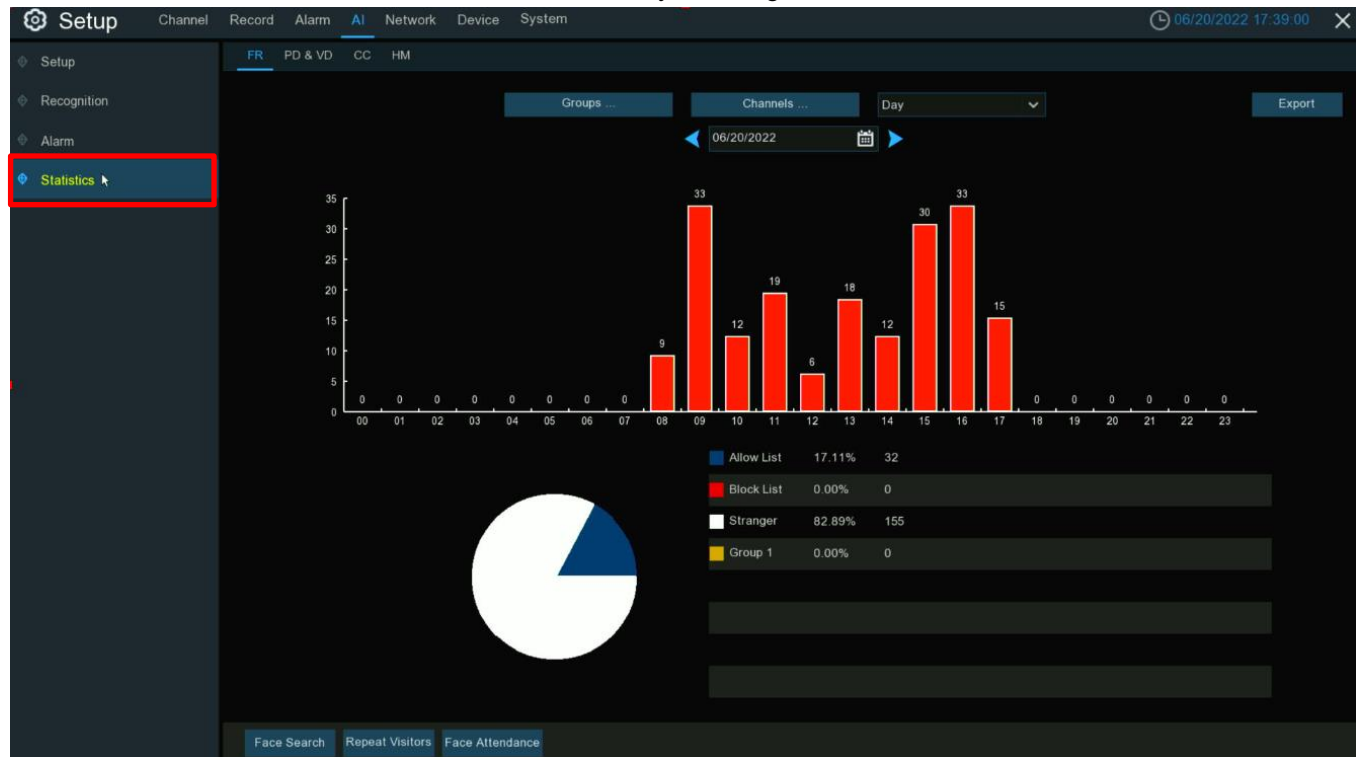 Setup Channel Record Alarm AI Network Device System 06/20/2022 17:39:00
Setup
Recognition
Alarm
Statistics
FR PD & VD CC HM
Groups ... Channels ... Day Export
06/20/2022
35
30
25
20
15
10
5
0
0 0 0 0 0 0 0 0 9 33 12 19 6 18 12 30 33 15 0 0 0 0 0 0
00 01 02 03 04 05 06 07 08 09 10 11 12 13 14 15 16 17 18 19 20 21 22 23
Allow List 17.11% 32
Block List 0.00% 0
Stranger 82.89% 155
Group 1 0.00% 0
Face Search Repeat Visitors Face Attendance